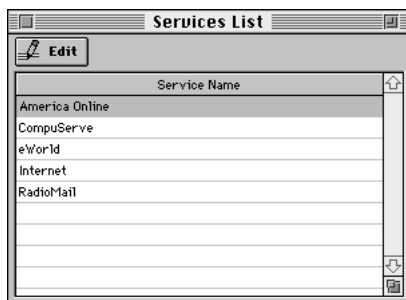 Services List
Edit
Service Name
America Online
CompuServe
eWorld
Internet
RadioMail